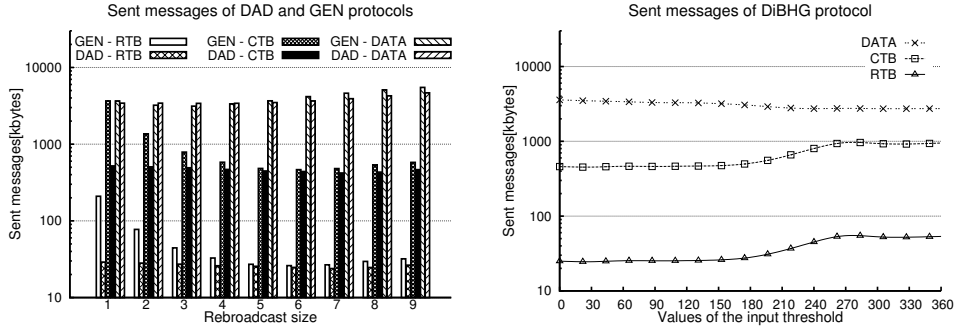 Sent messages of DAD and GEN protocols
GEN - RTB
GEN - CTB
GEN - DATA
DAD - RTB
DAD - CTB
DAD - DATA
Sent messages[kbytes]
10000
1000
100
10
1 2 3 4 5 6 7 8 9
Rebroadcast size
Sent messages of DiBHG protocol
DATA
CTB
RTB
Sent messages[kbytes]
10000
1000
100
10
0 30 60 90 120 150 180 210 240 270 300 330 360
Values of the input threshold